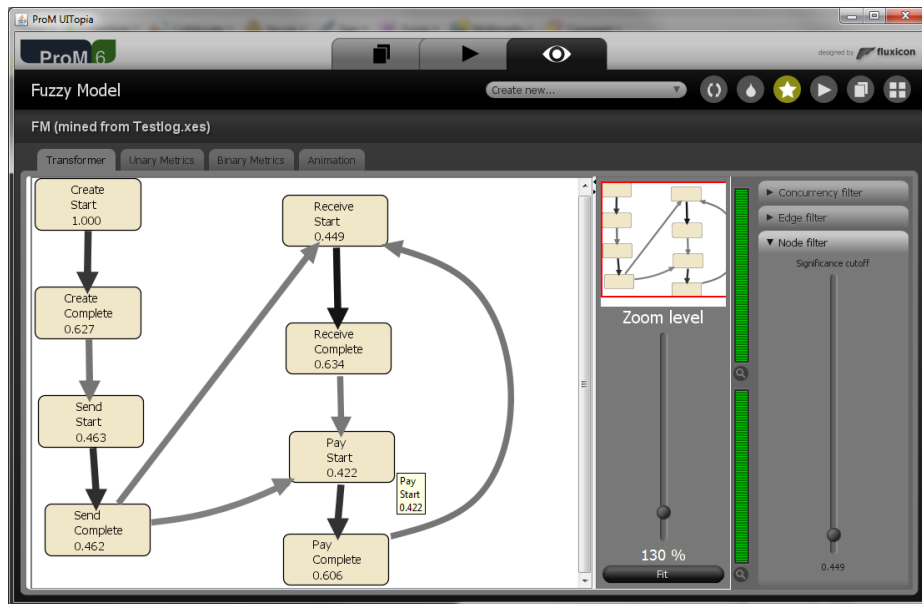 ProM UITopia
ProM 6
designed by fluxicon
Fuzzy Model
Create new...
FM (mined from Testlog.xes)
Transformer
Unary Metrics
Binary Metrics
Animation
Create
Start
1.000
Create
Complete
0.627
Send
Start
0.463
Send
Complete
0.462
Receive
Start
0.449
Receive
Complete
0.634
Pay
Start
0.422
Pay
Start
0.422
Pay
Complete
0.606
Zoom level
130 %
Fit
Concurrency filter
Edge filter
Node filter
Significance cutoff
0.449